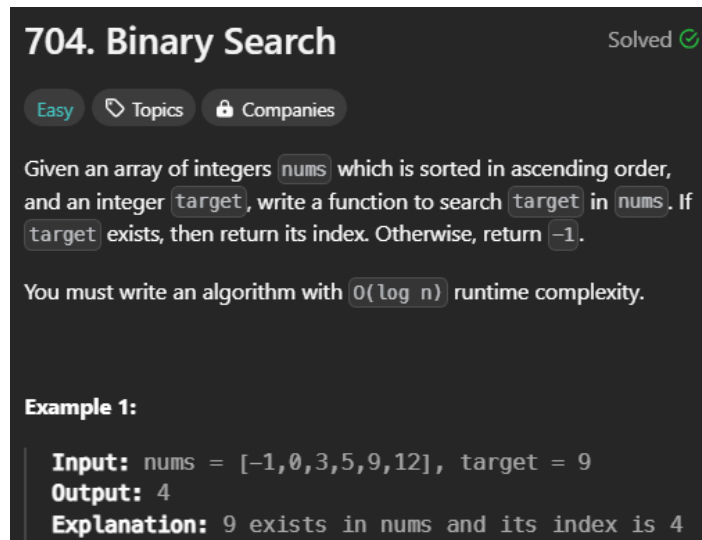 704. Binary Search
Solved
Easy
Topics
Companies
Given an array of integers nums which is sorted in ascending order,
and an integer target, write a function to search target in nums. If
target exists, then return its index. Otherwise, return -1.
You must write an algorithm with O(log n) runtime complexity.
Example 1:
Input: nums = [-1,0,3,5,9,12], target = 9
Output: 4
Explanation: 9 exists in nums and its index is 4